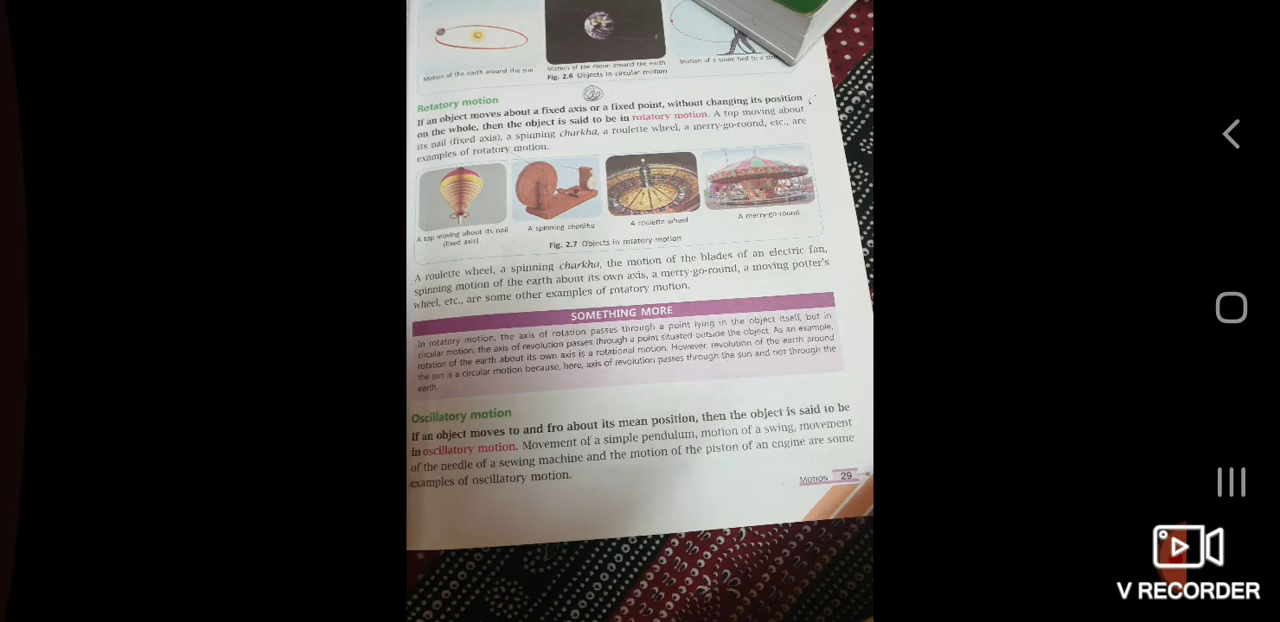 Motion of the earth around the sun
Motion of the moon around the earth
Motion of a stone tied to a
Fig. 2.6 Objects in circular motion
Rotatory motion
If an object moves about a fixed axis or a fixed point, without changing its position
on the whole, then the object is said to be in rotatory motion. A top moving about
its nail (fixed axis), a spinning charkha, a roulette wheel, a merry-go-round, etc., are
examples of rotatory motion.
A top moving about its nail
(fixed axis)
A spinning charkha
A roulette wheel
A merry-go-round
Fig. 2.7 Objects in rotatory motion
A roulette wheel, a spinning charkha, the motion of the blades of an electric fan,
spinning motion of the earth about its own axis, a merry-go-round, a moving potter's
wheel, etc., are some other examples of rotatory motion.
SOMETHING MORE
In rotatory motion, the axis of rotation passes through a point lying in the object itself, but in
circular motion, the axis of revolution passes through a point situated outside the object. As an example,
rotation of the earth about its own axis is a rotational motion. However, revolution of the earth around
the sun is a circular motion because, here, axis of revolution passes through the sun and not through the
earth.
Oscillatory motion
If an object moves to and fro about its mean position, then the object is said to be
in oscillatory motion. Movement of a simple pendulum, motion of a swing, movement
of the needle of a sewing machine and the motion of the piston of an engine are some
examples of oscillatory motion.
MOTION 29
V RECORDER